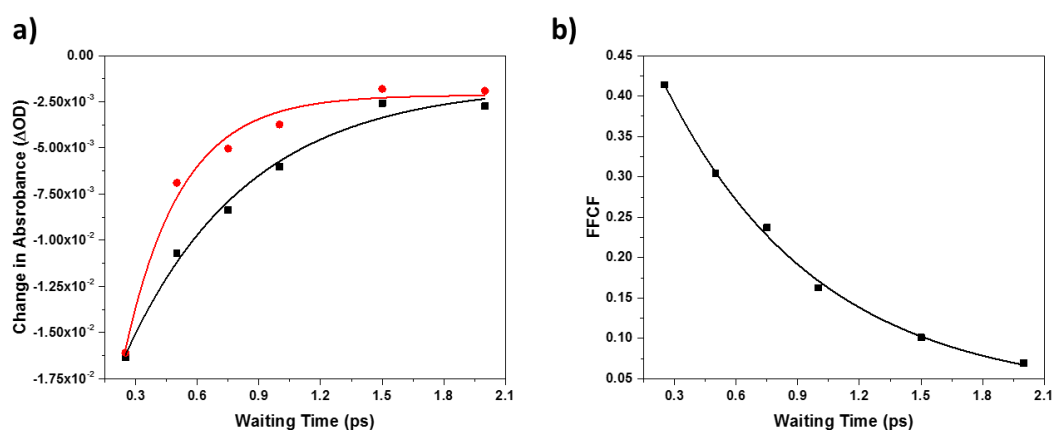 a)
0.00
-2.50x10⁻³
-5.00x10⁻³
-7.50x10⁻³
-1.00x10⁻²
-1.25x10⁻²
-1.50x10⁻²
-1.75x10⁻²
Change in Absrobance (ΔOD)
0.3 0.6 0.9 1.2 1.5 1.8 2.1
Waiting Time (ps)
b)
0.45
0.40
0.35
0.30
0.25
0.20
0.15
0.10
0.05
FFCF
0.3 0.6 0.9 1.2 1.5 1.8 2.1
Waiting Time (ps)